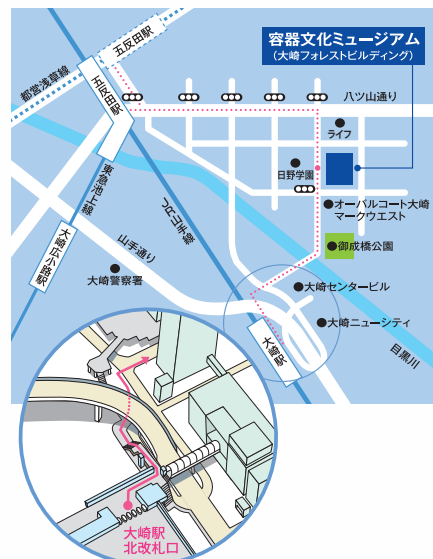 五反田駅
都営浅草線
五反田駅
容器文化ミュージアム
(大崎フォレストビルディング)
八ツ山通り
ライフ
日野学園
東急池上線
JR山手線
オーバルコート大崎
マークウエスト
山手通り
大崎広小路駅
御成橋公園
大崎警察署
大崎センタービル
大崎ニューシティ
大崎駅
目黒川
大崎駅
北改札口